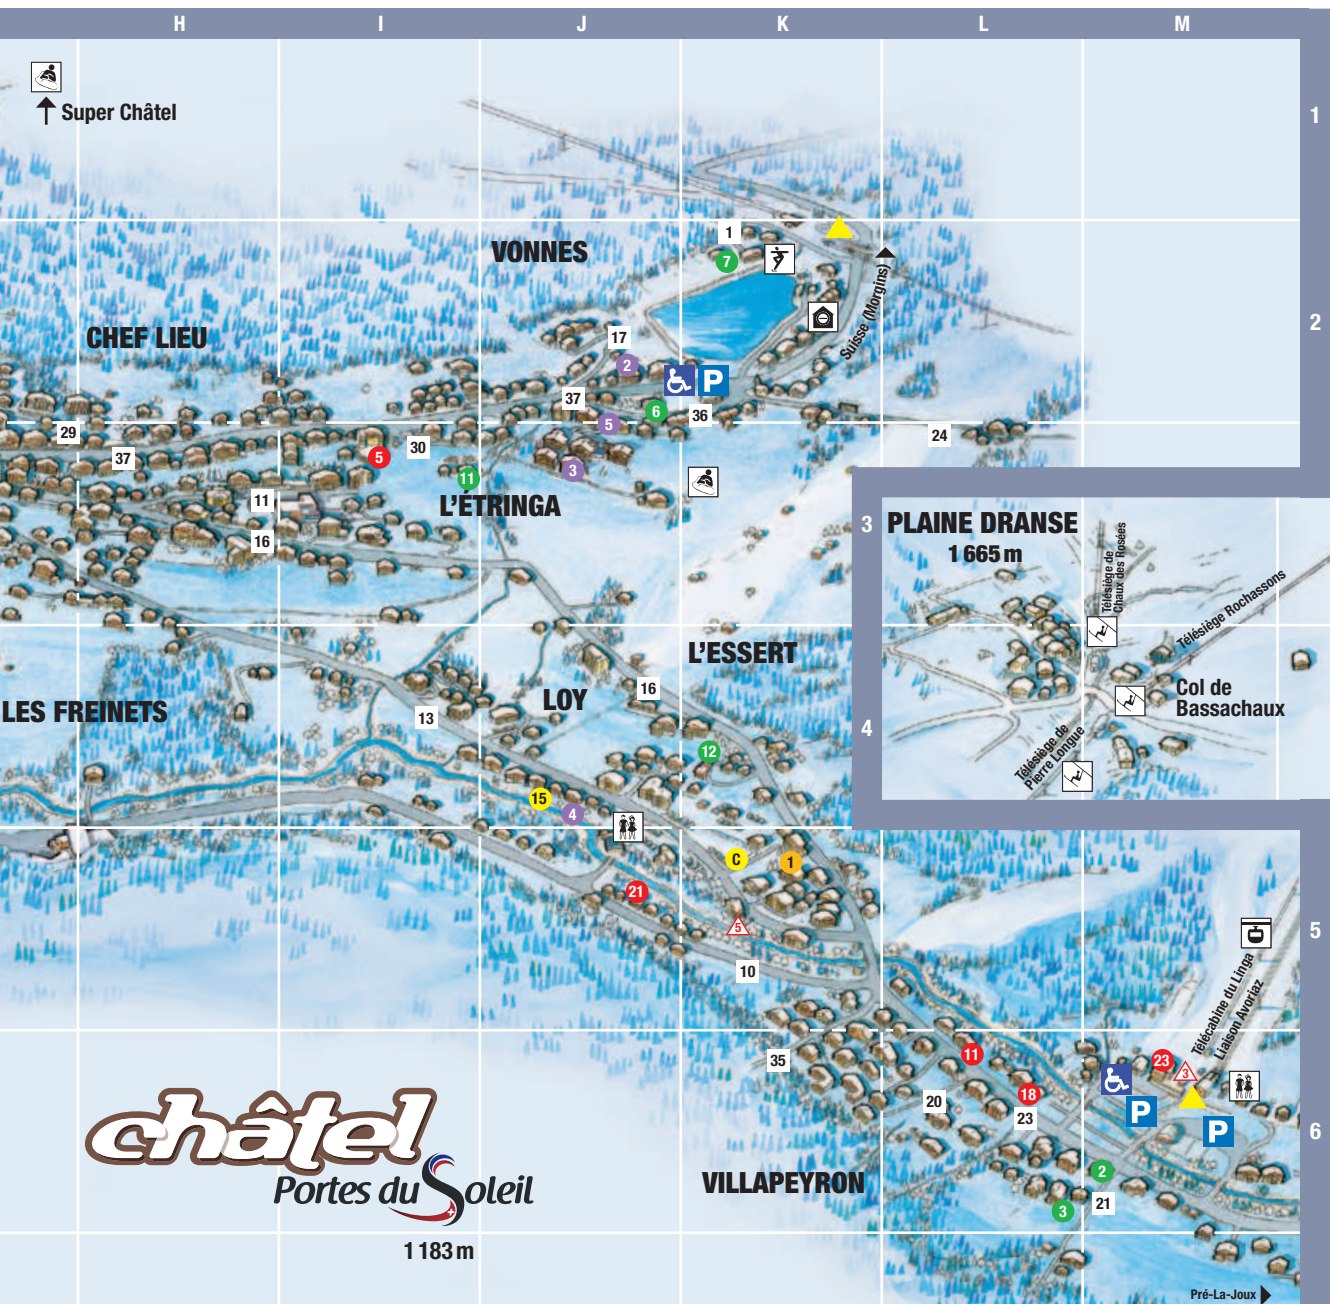 H I J K L M
1
Super Châtel
1
VONNES
7
Suisse (Morgins)
2
CHEF LIEU
17
2
P
37
6
36
5
29
37
5
30
24
3
11
L'ÉTRINGA
11
16
3
PLAINE DRANSE
1 665 m
Télésiège de
Chaux des Rosées
Télésiège Rochassons
L'ESSERT
LES FREINETS
LOY
16
13
Col de
Bassachaux
4
12
Télésiège de
Pierre Longue
15
4
C
1
21
5
5
10
Télécabine du Linga
Liaison Avoriaz
35
11
23
3
18
20
23
P
P
6
châtel
Portes du Soleil
VILLAPEYRON
2
3
21
1 183 m
Pré-La-Joux